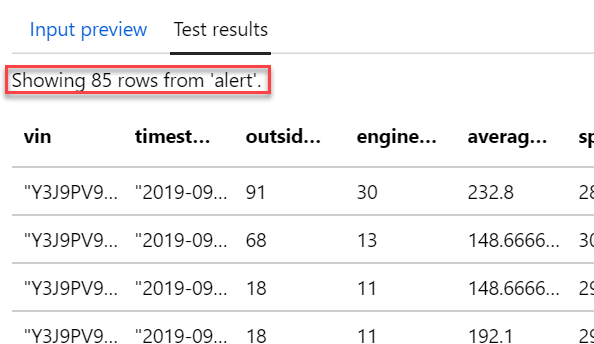 Input preview Test results
Showing 85 rows from 'alert'.
vin timest... outsid... engine... averag... sp
"Y3J9PV9... "2019-09... 91 30 232.8 28
"Y3J9PV9... "2019-09... 68 13 148.6666... 30
"Y3J9PV9... "2019-09... 18 11 148.6666... 29
"Y3J9PV9... "2019-09... 18 11 192.1 29